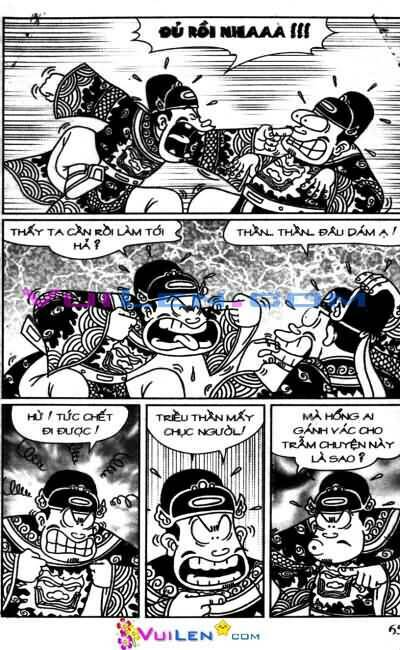 ĐỦ RỒI NHAAA !!!
THẤY TA CẦN RỒI LÀM TỚI
HẢ ?
THẦN.. THẦN.. ĐÂU DÁM Ạ !
VUILEN.COM
HỪ ! TỨC CHẾT
ĐI ĐƯỢC !
TRIỀU THẦN MẤY
CHỤC NGƯỜI..!
MÀ HỔNG AI
GÁNH VÁC CHO
TRẪM CHUYỆN NÀY
LÀ SAO ?
65
VUILEN.COM